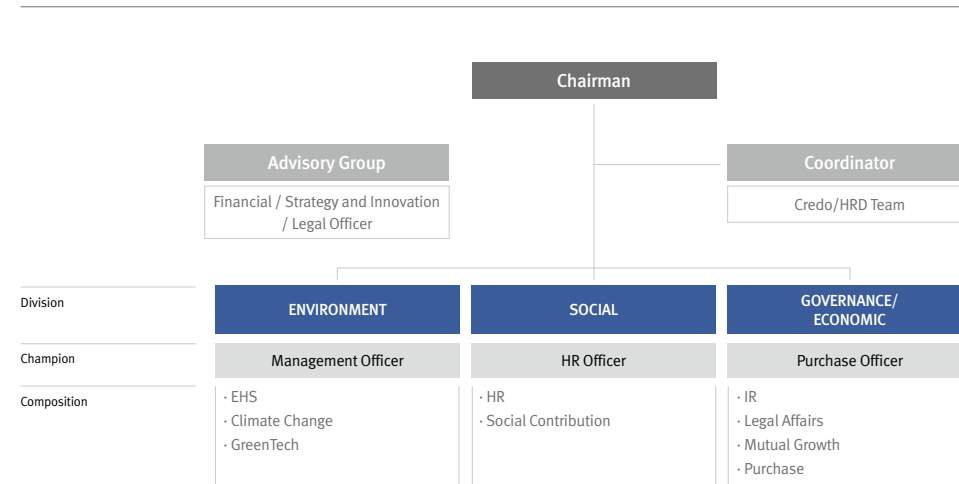 Chairman
Advisory Group
Financial / Strategy and Innovation
/ Legal Officer
Coordinator
Credo/HRD Team
Division
ENVIRONMENT
SOCIAL
GOVERNANCE/
ECONOMIC
Champion
Management Officer
HR Officer
Purchase Officer
Composition
· EHS
· Climate Change
· GreenTech
· HR
· Social Contribution
· IR
· Legal Affairs
· Mutual Growth
· Purchase